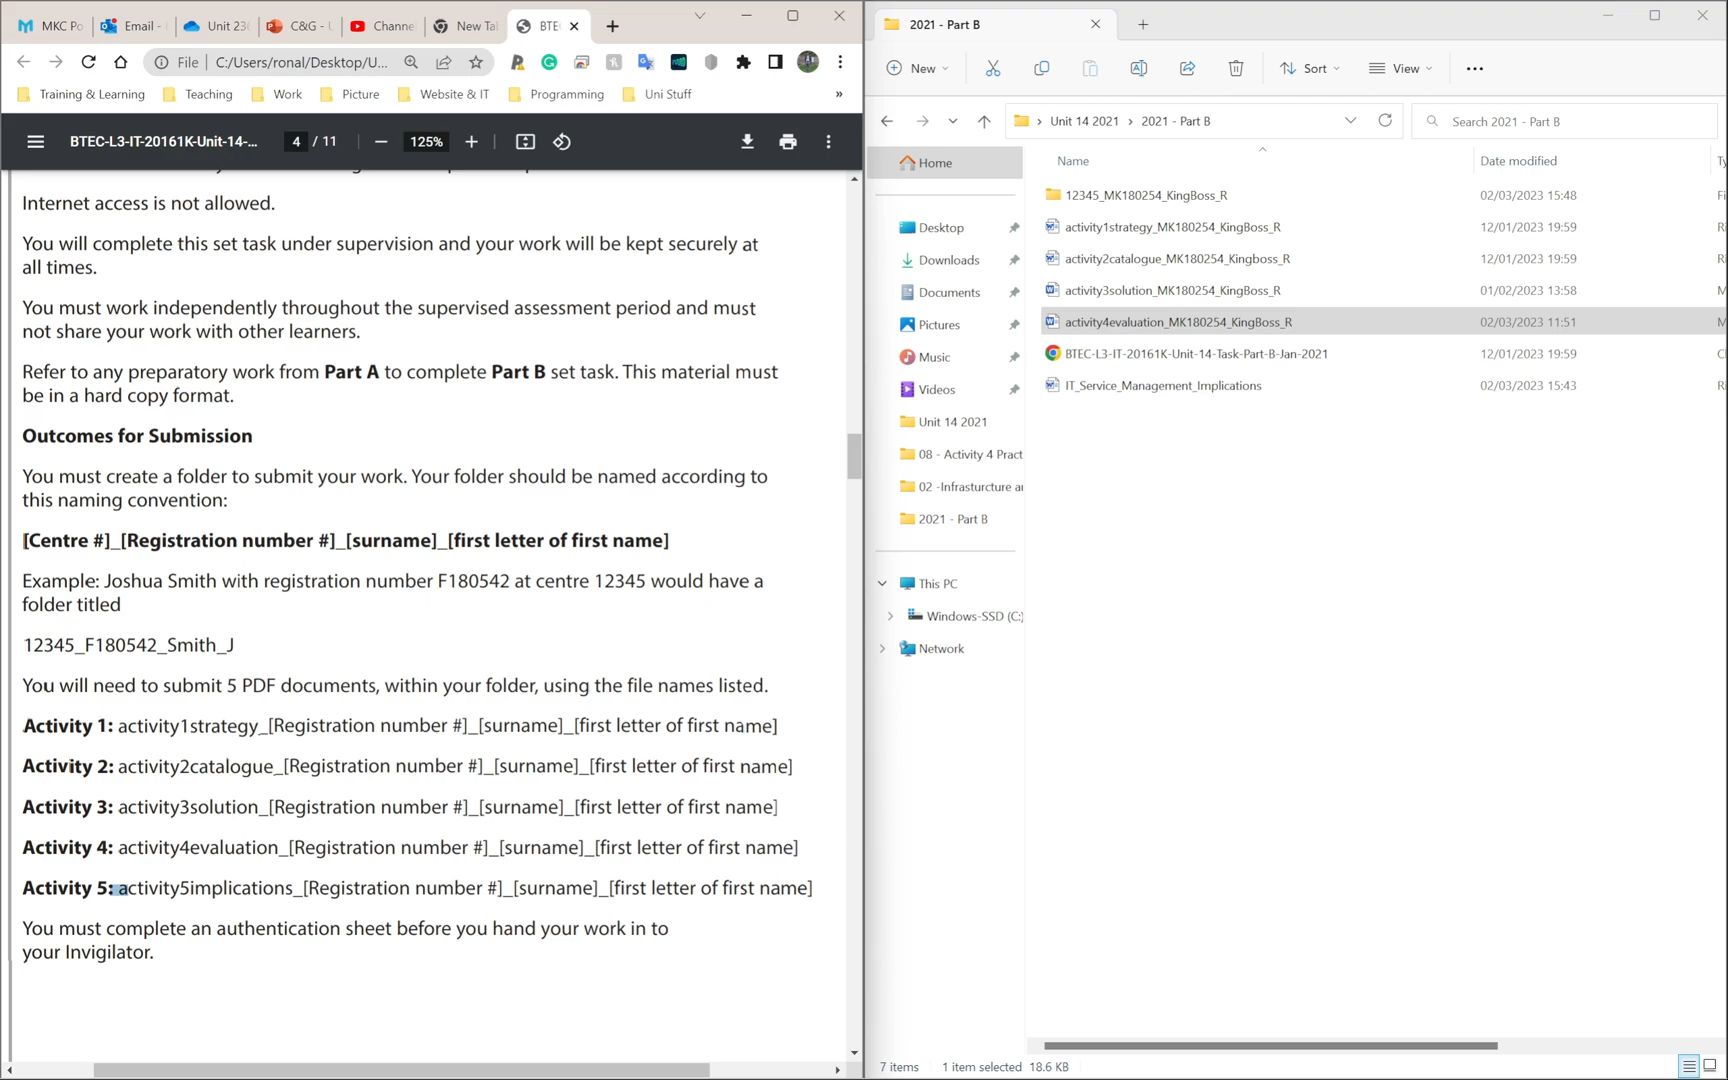 MKC Po
Email -
Unit 23
C&G - U
Channe
New Ta
BTE
File
C:/Users/ronal/Desktop/U...
Training & Learning
Teaching
Work
Picture
Website & IT
Programming
Uni Stuff
»
BTEC-L3-IT-20161K-Unit-14-...
4 / 11
125%
Internet access is not allowed.
You will complete this set task under supervision and your work will be kept securely at
all times.
You must work independently throughout the supervised assessment period and must
not share your work with other learners.
Refer to any preparatory work from Part A to complete Part B set task. This material must
be in a hard copy format.
Outcomes for Submission
You must create a folder to submit your work. Your folder should be named according to
this naming convention:
[Centre #]_[Registration number #]_[surname]_[first letter of first name]
Example: Joshua Smith with registration number F180542 at centre 12345 would have a
folder titled
12345_F180542_Smith_J
You will need to submit 5 PDF documents, within your folder, using the file names listed.
Activity 1: activity1strategy_[Registration number #]_[surname]_[first letter of first name]
Activity 2: activity2catalogue_[Registration number #]_[surname]_[first letter of first name]
Activity 3: activity3solution_[Registration number #]_[surname]_[first letter of first name]
Activity 4: activity4evaluation_[Registration number #]_[surname]_[first letter of first name]
Activity 5: activity5implications_[Registration number #]_[surname]_[first letter of first name]
You must complete an authentication sheet before you hand your work in to
your Invigilator.
2021 - Part B
New
Sort
View
Unit 14 2021 > 2021 - Part B
Search 2021 - Part B
Home
Desktop
Downloads
Documents
Pictures
Music
Videos
Unit 14 2021
08 - Activity 4 Pract
02 -Infrasturcture ar
2021 - Part B
This PC
Windows-SSD (C:)
Network
Name
Date modified
Ty
12345_MK180254_KingBoss_R
02/03/2023 15:48
Fi
activity1strategy_MK180254_KingBoss_R
12/01/2023 19:59
Ri
activity2catalogue_MK180254_Kingboss_R
12/01/2023 19:59
Ri
activity3solution_MK180254_KingBoss_R
01/02/2023 13:58
M
activity4evaluation_MK180254_KingBoss_R
02/03/2023 11:51
M
BTEC-L3-IT-20161K-Unit-14-Task-Part-B-Jan-2021
12/01/2023 19:59
Cl
IT_Service_Management_Implications
02/03/2023 15:43
Ri
7 items
1 item selected 18.6 KB